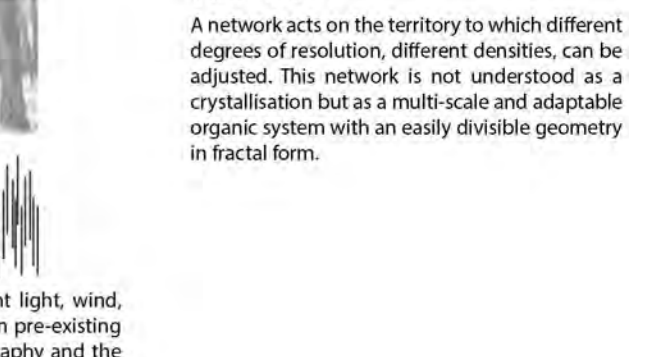 A network acts on the territory to which different
degrees of resolution, different densities, can be
adjusted. This network is not understood as a
crystallisation but as a multi-scale and adaptable
organic system with an easily divisible geometry
in fractal form.
light, wind,
pre-existing
and the